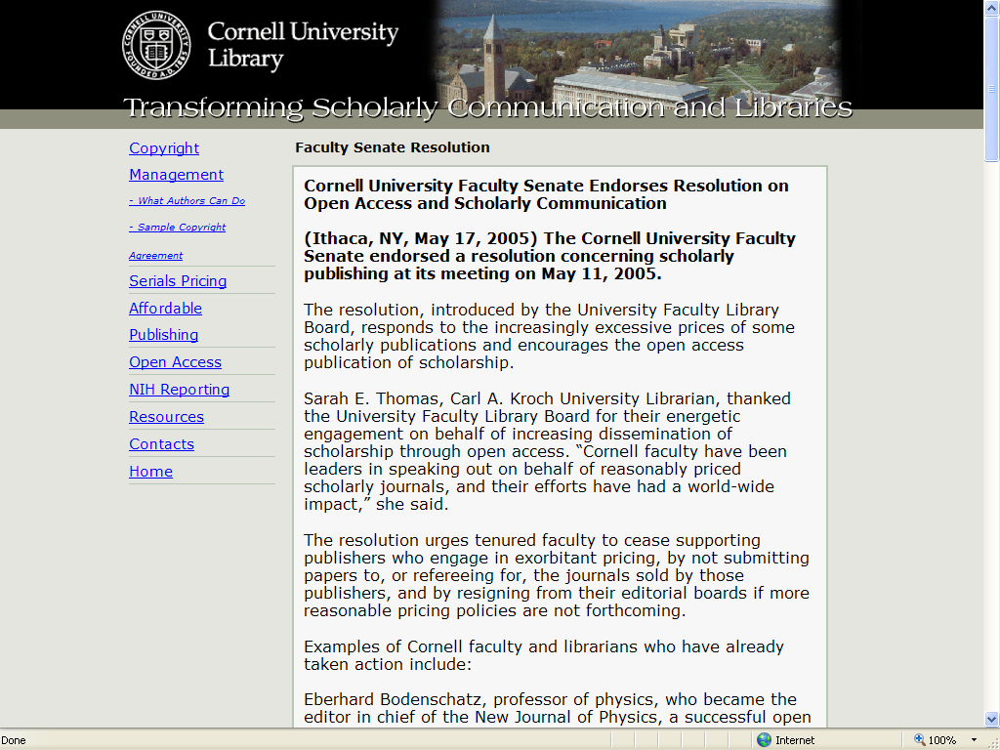 CORNELL UNIVERSITY
FOUNDED A.D. 1865
Cornell University
Library
Transforming Scholarly Communication and Libraries
Copyright
Management
- What Authors Can Do
- Sample Copyright
Agreement
Serials Pricing
Affordable
Publishing
Open Access
NIH Reporting
Resources
Contacts
Home
Faculty Senate Resolution
Cornell University Faculty Senate Endorses Resolution on
Open Access and Scholarly Communication
(Ithaca, NY, May 17, 2005) The Cornell University Faculty
Senate endorsed a resolution concerning scholarly
publishing at its meeting on May 11, 2005.
The resolution, introduced by the University Faculty Library
Board, responds to the increasingly excessive prices of some
scholarly publications and encourages the open access
publication of scholarship.
Sarah E. Thomas, Carl A. Kroch University Librarian, thanked
the University Faculty Library Board for their energetic
engagement on behalf of increasing dissemination of
scholarship through open access. “Cornell faculty have been
leaders in speaking out on behalf of reasonably priced
scholarly journals, and their efforts have had a world-wide
impact,” she said.
The resolution urges tenured faculty to cease supporting
publishers who engage in exorbitant pricing, by not submitting
papers to, or refereeing for, the journals sold by those
publishers, and by resigning from their editorial boards if more
reasonable pricing policies are not forthcoming.
Examples of Cornell faculty and librarians who have already
taken action include:
Eberhard Bodenschatz, professor of physics, who became the
editor in chief of the New Journal of Physics, a successful open
Done
Internet
100%